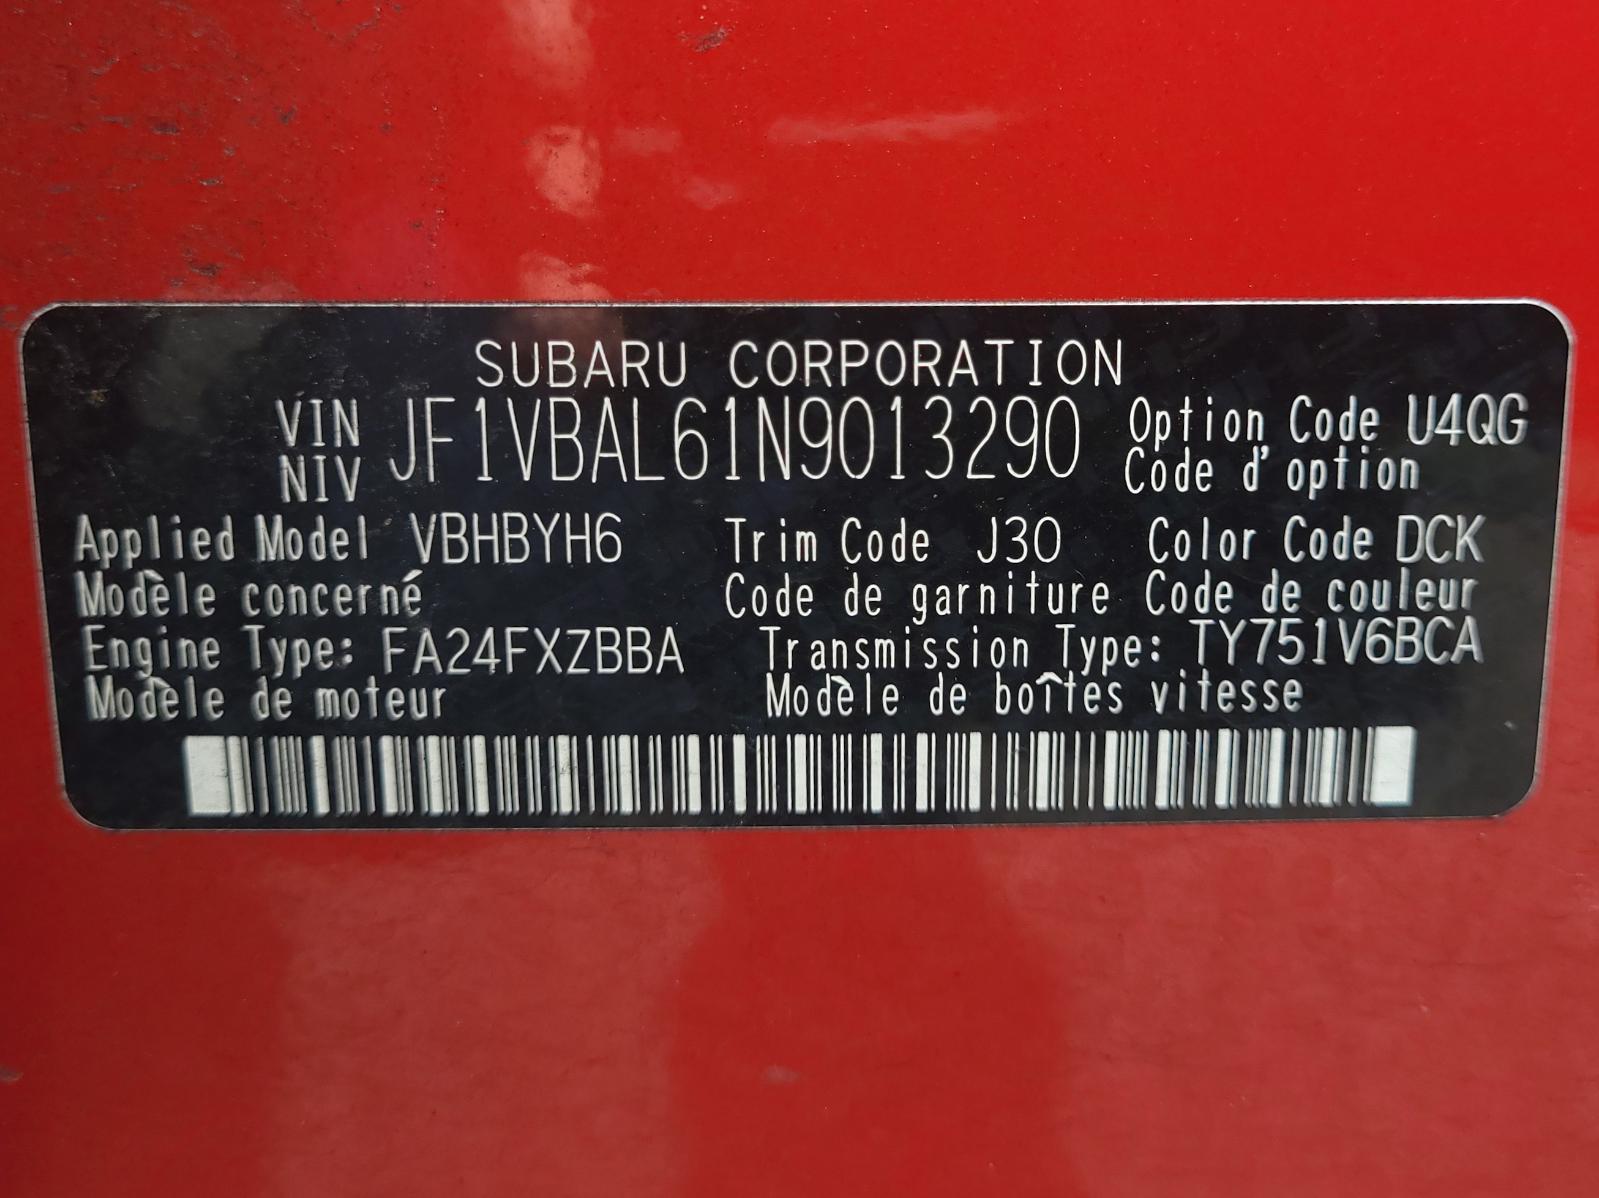 SUBARU CORPORATION
VIN JF1VBAL61N9013290 Option Code U4QG
NIV Code d'option
Applied Model VBHBYH6 Trim Code J30 Color Code DCK
Modèle concerné Code de garniture Code de couleur
Engine Type: FA24FXZBBA Transmission Type: TY751V6BCA
Modèle de moteur Modèle de boîtes vitesse